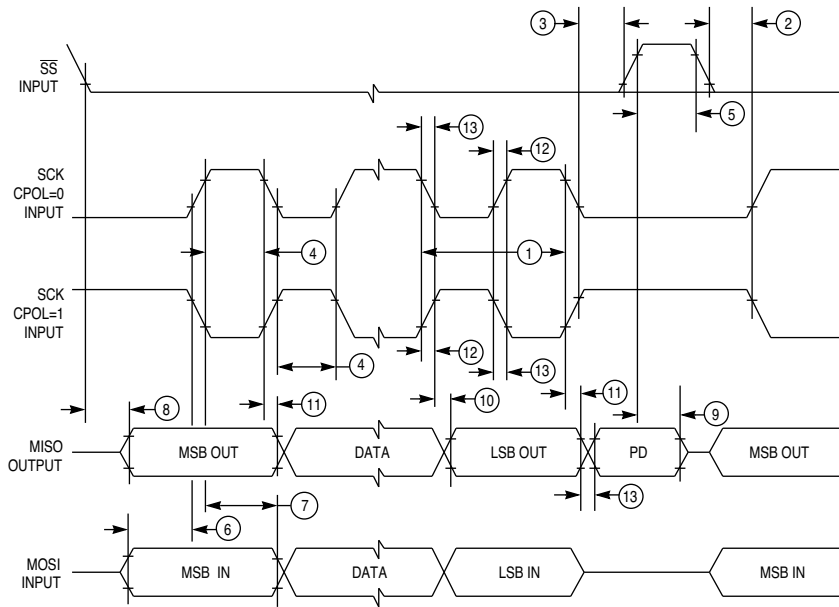 3
2
SS
INPUT
5
13
12
SCK
CPOL=0
INPUT
4
1
SCK
CPOL=1
INPUT
12
4
13
8
11
10
11
9
MISO
OUTPUT
MSB OUT
DATA
LSB OUT
PD
MSB OUT
13
7
6
MOSI
INPUT
MSB IN
DATA
LSB IN
MSB IN